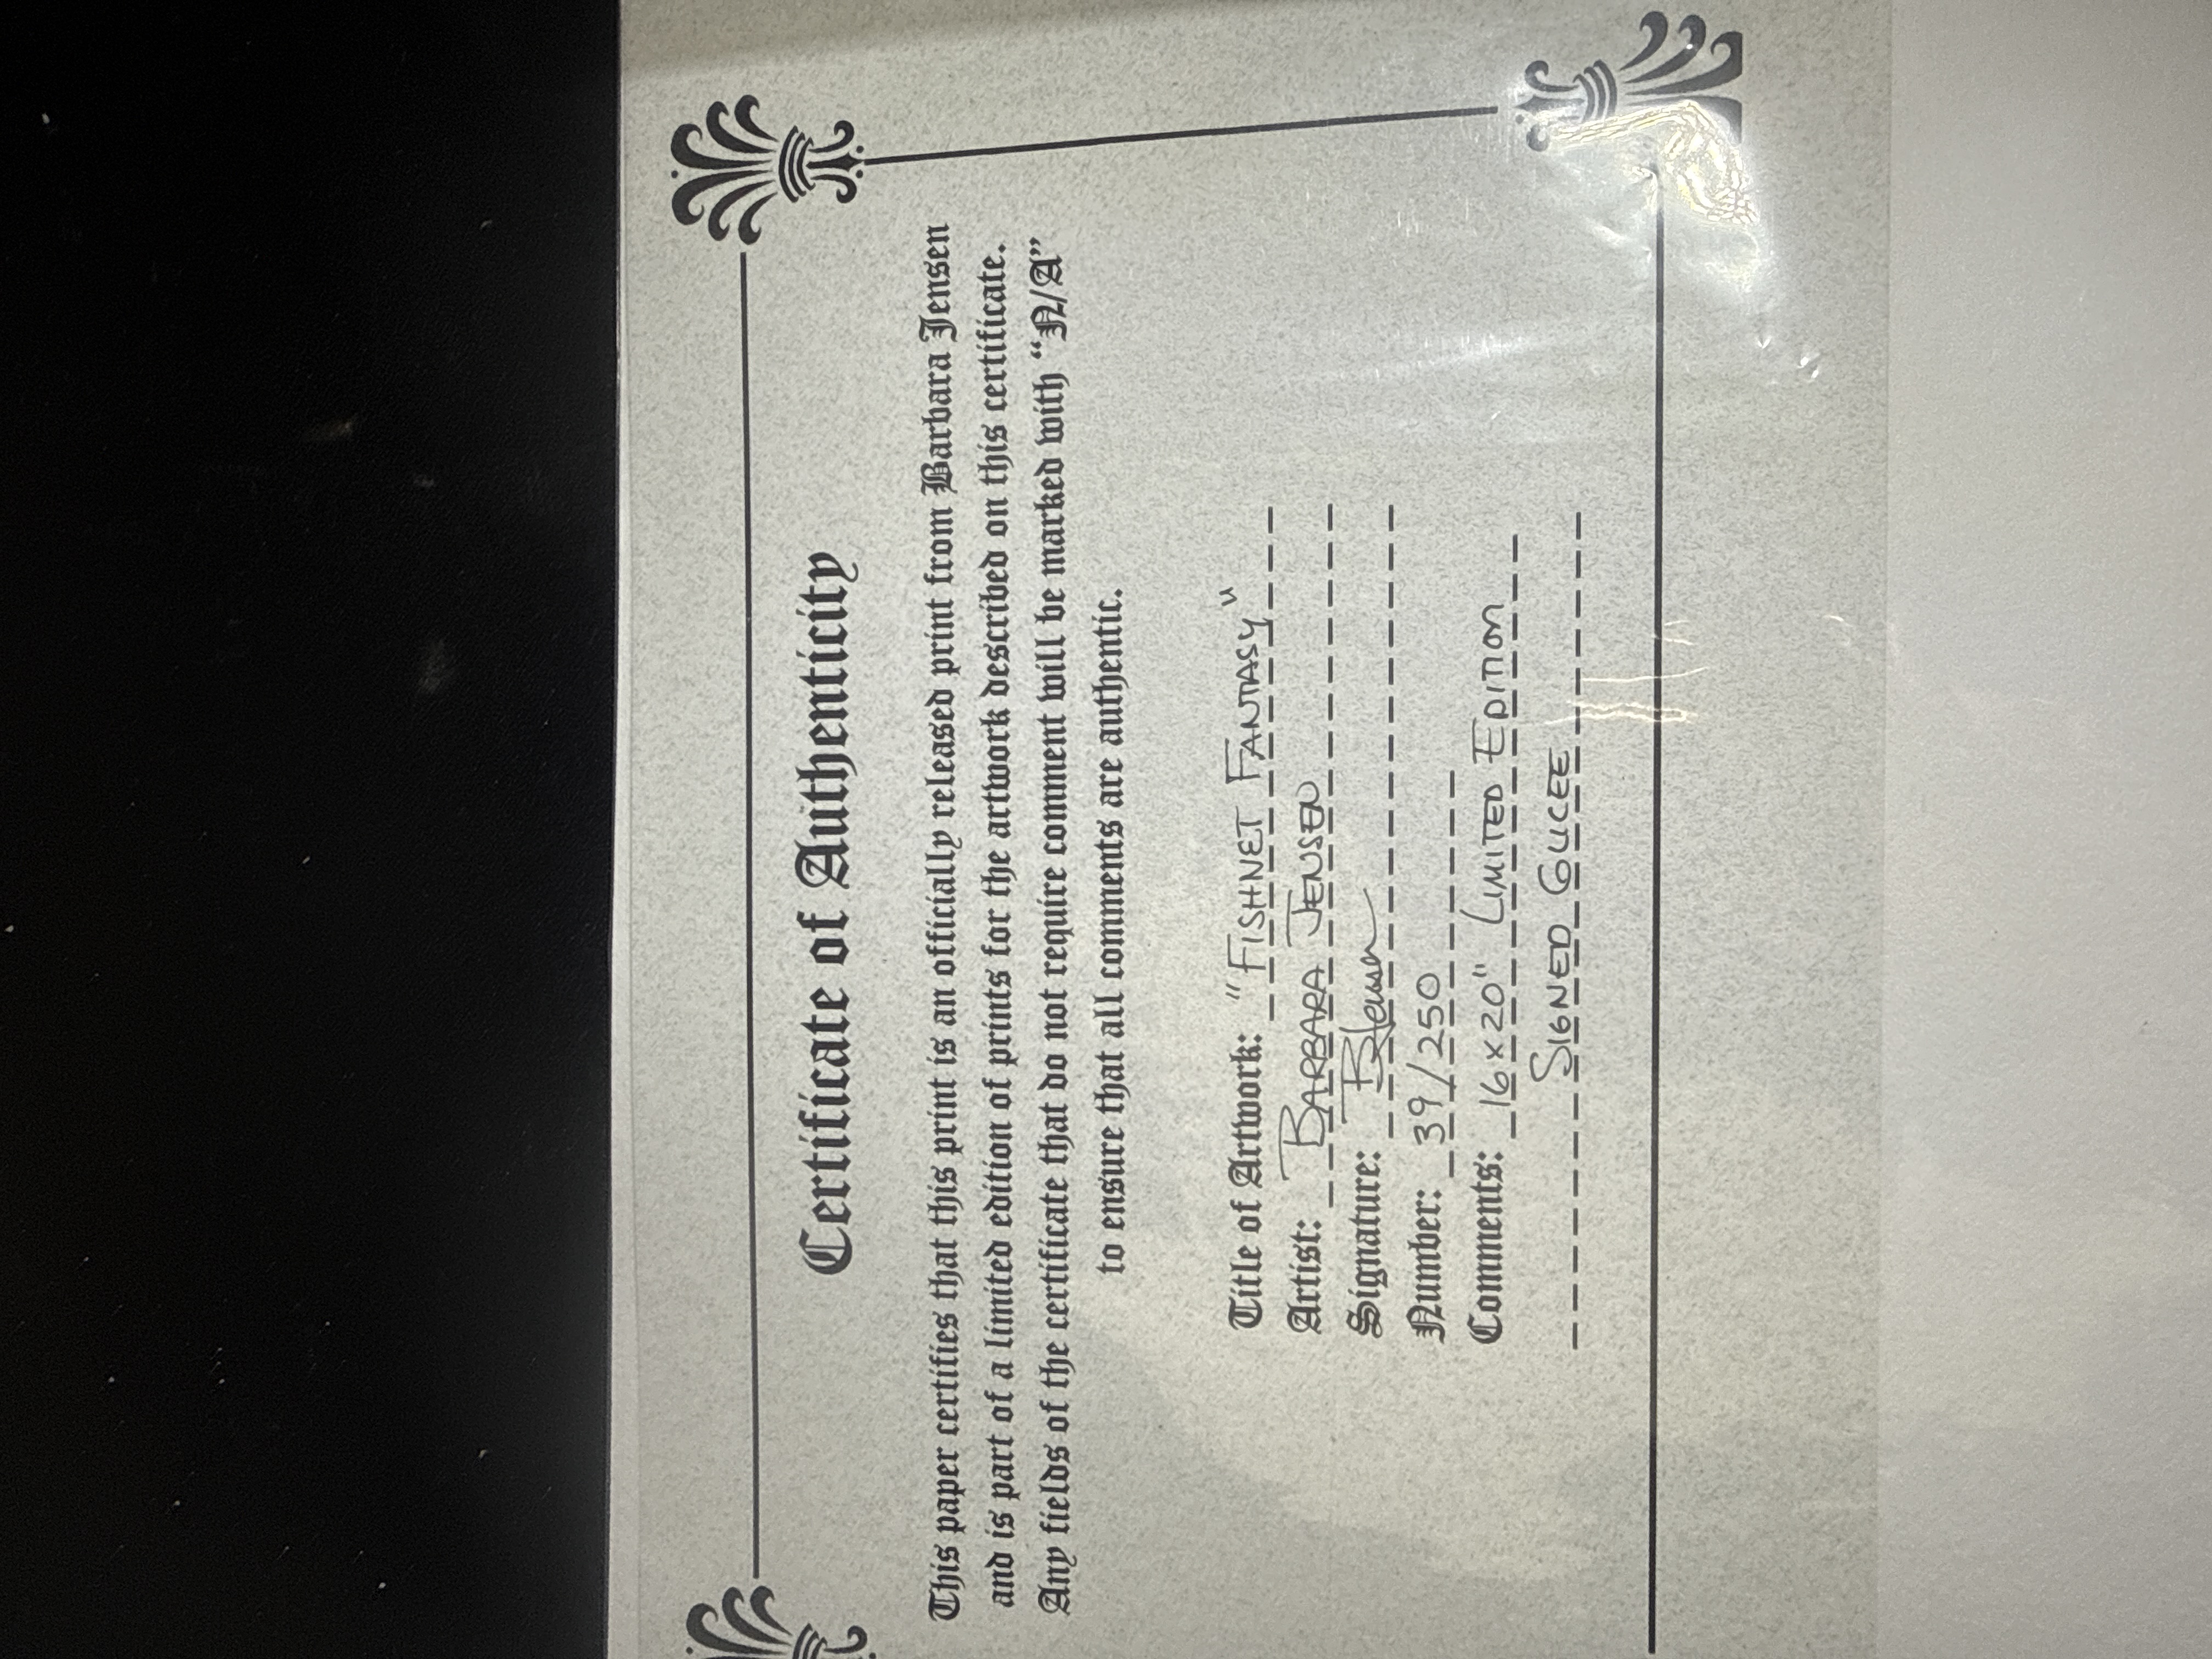 Certificate of Authenticity
This paper certifies that this print is an officially released print from Barbara Jensen
and is part of a limited edition of prints for the artwork described on this certificate.
Any fields of the certificate that do not require comment will be marked with “N/A”
to ensure that all comments are authentic.
Title of Artwork: "FISHNET FANTASY"
Artist: BARBARA JENSEN
Signature: BJensen
Number: 39/250
Comments: 16x20" LIMITED EDITION
SIGNED GLICEE